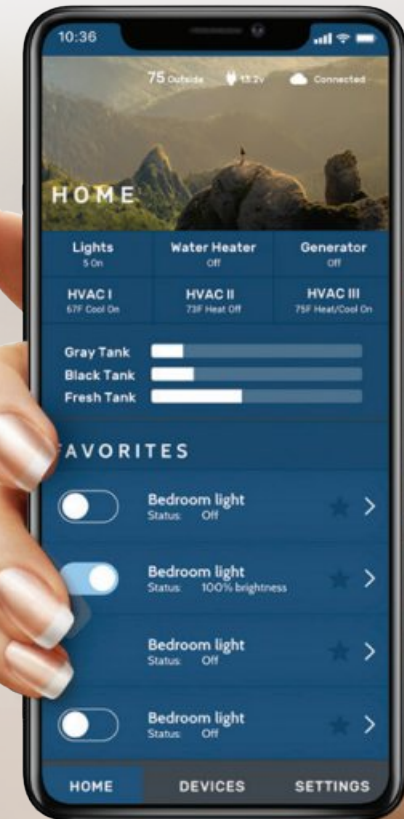 10:36
75 Outside 13.2v Connected
HOME
Lights Water Heater Generator
5 On Off Off
HVAC I HVAC II HVAC III
67F Cool On 73F Heat Off 75F Heat/Cool On
Gray Tank
Black Tank
Fresh Tank
FAVORITES
Bedroom light
Status: Off
Bedroom light
Status: 100% brightness
Bedroom light
Status: Off
Bedroom light
Status: Off
HOME DEVICES SETTINGS